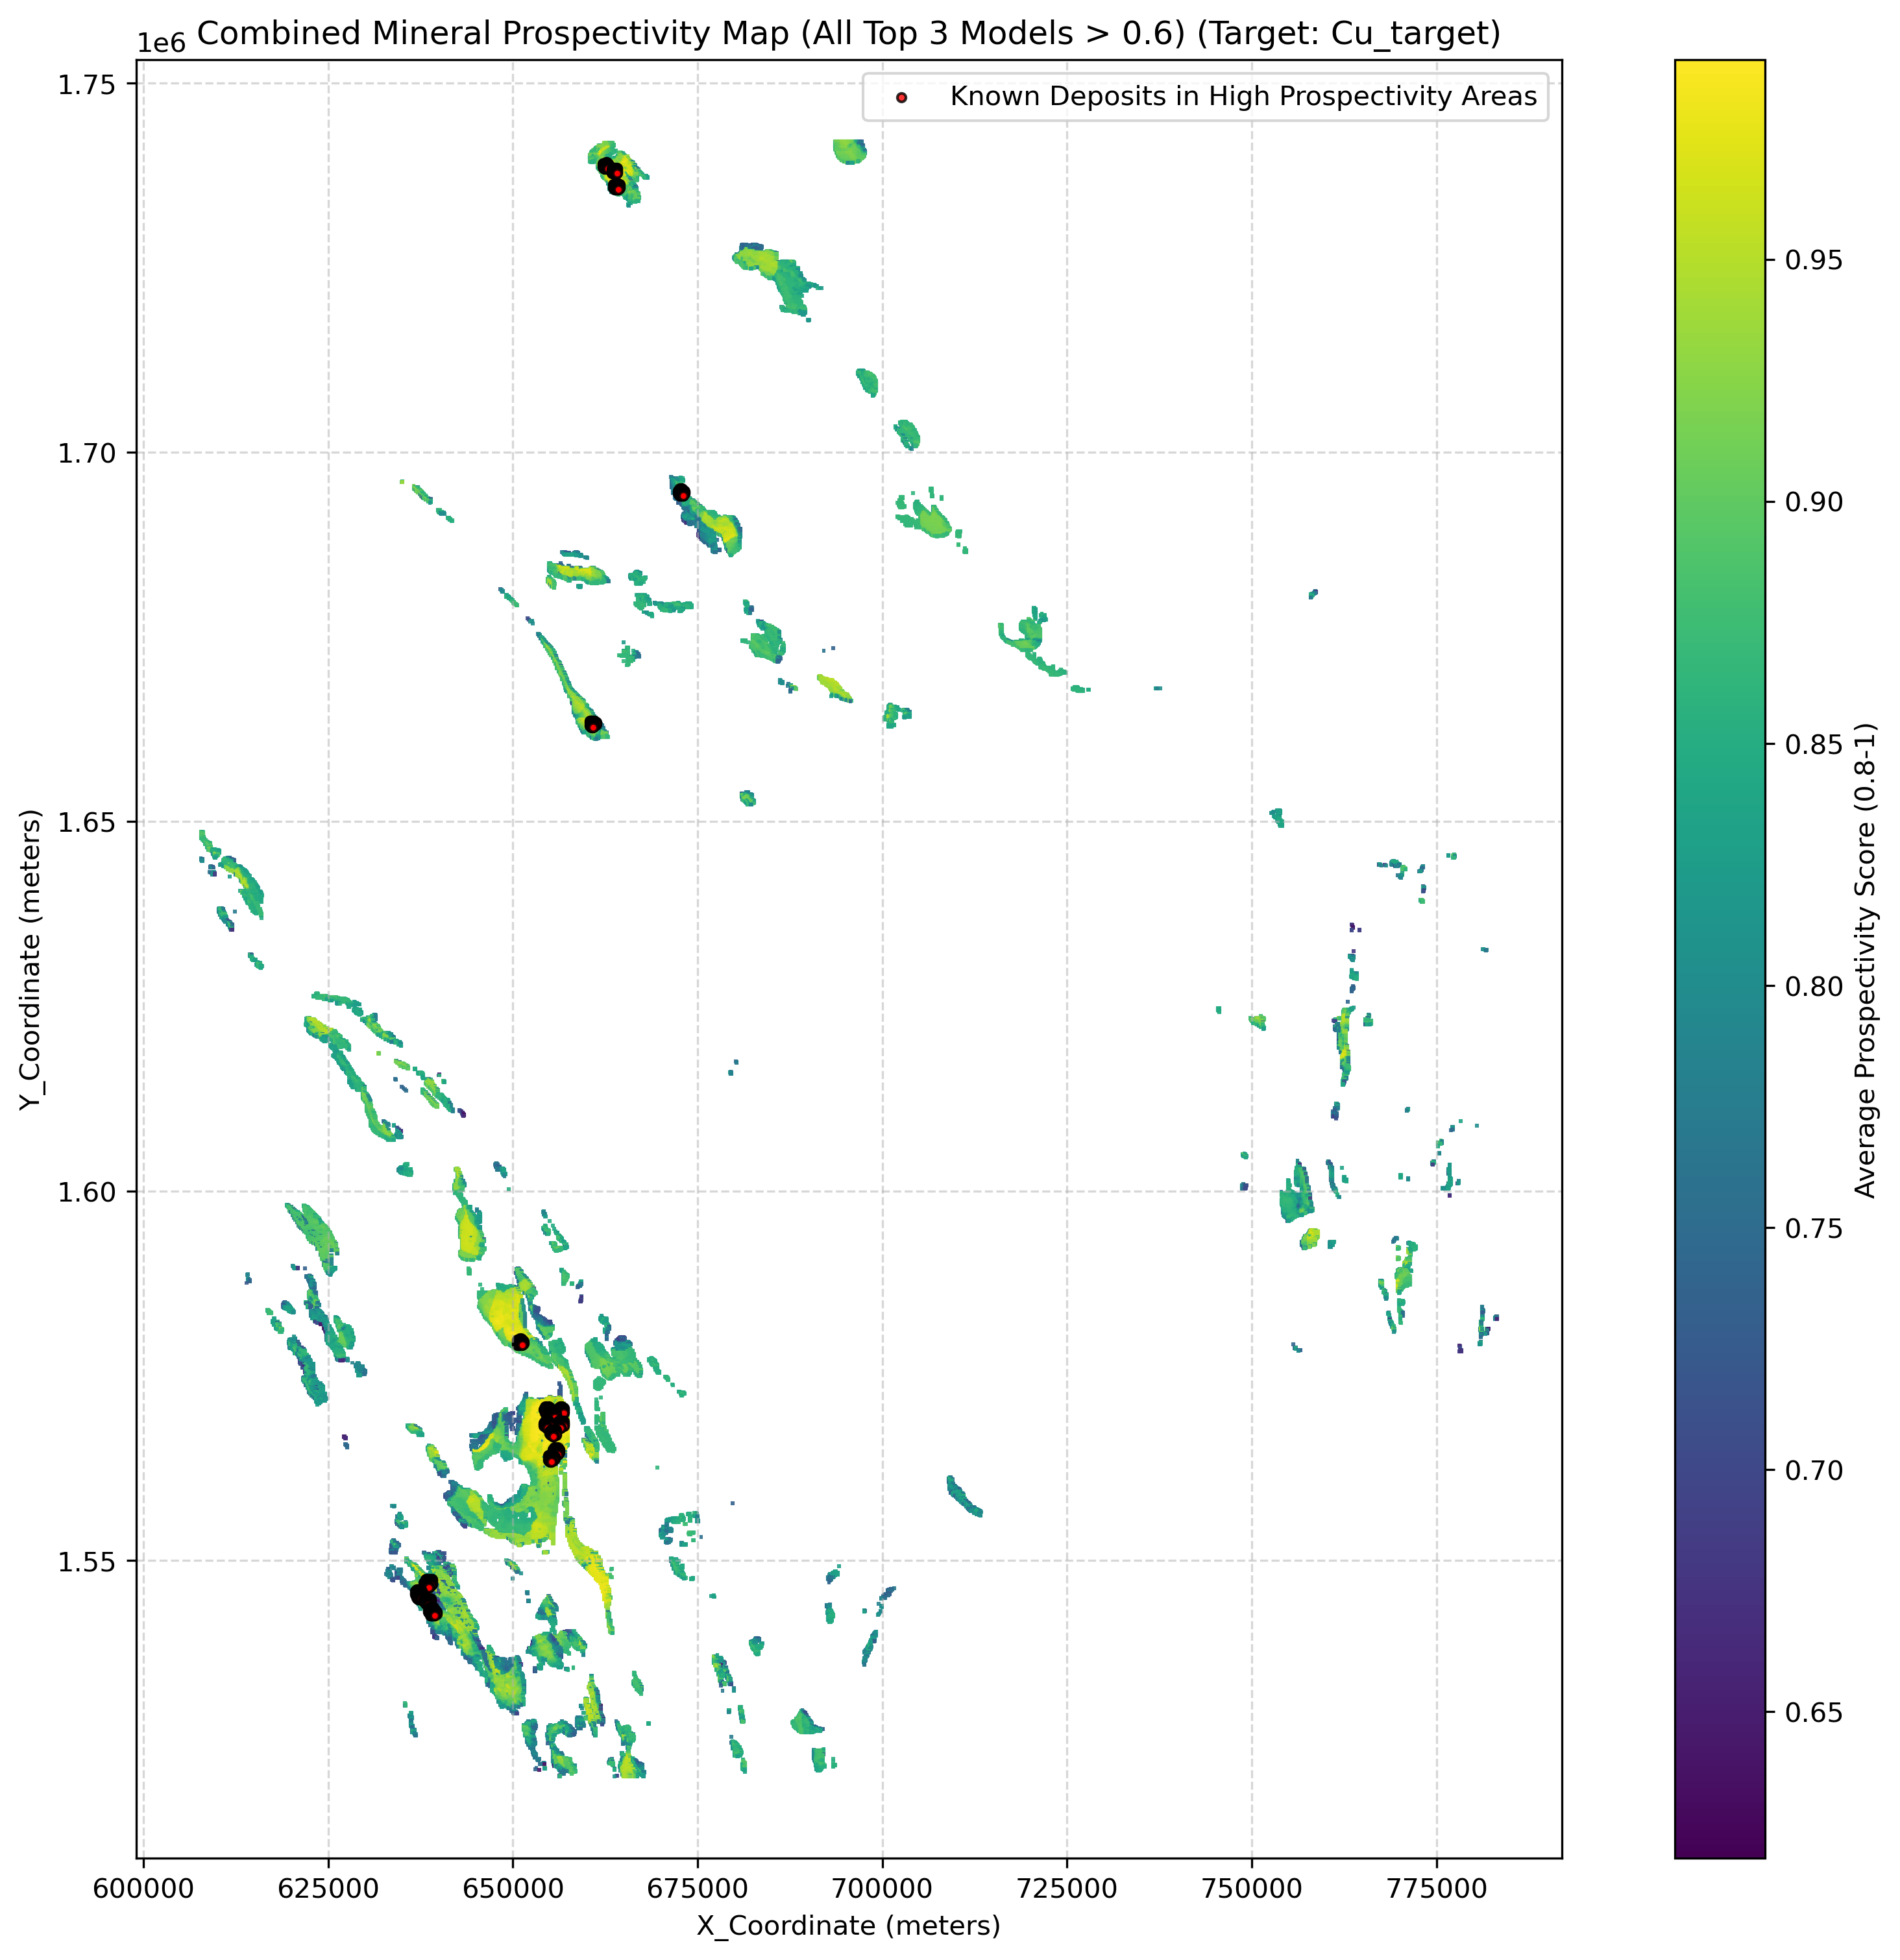 1e6 Combined Mineral Prospectivity Map (All Top 3 Models > 0.6) (Target: Cu_target)
Known Deposits in High Prospectivity Areas
1.75
1.70
1.65
1.60
1.55
Y_Coordinate (meters)
600000 625000 650000 675000 700000 725000 750000 775000
X_Coordinate (meters)
0.95
0.90
0.85
0.80
0.75
0.70
0.65
Average Prospectivity Score (0.8-1)